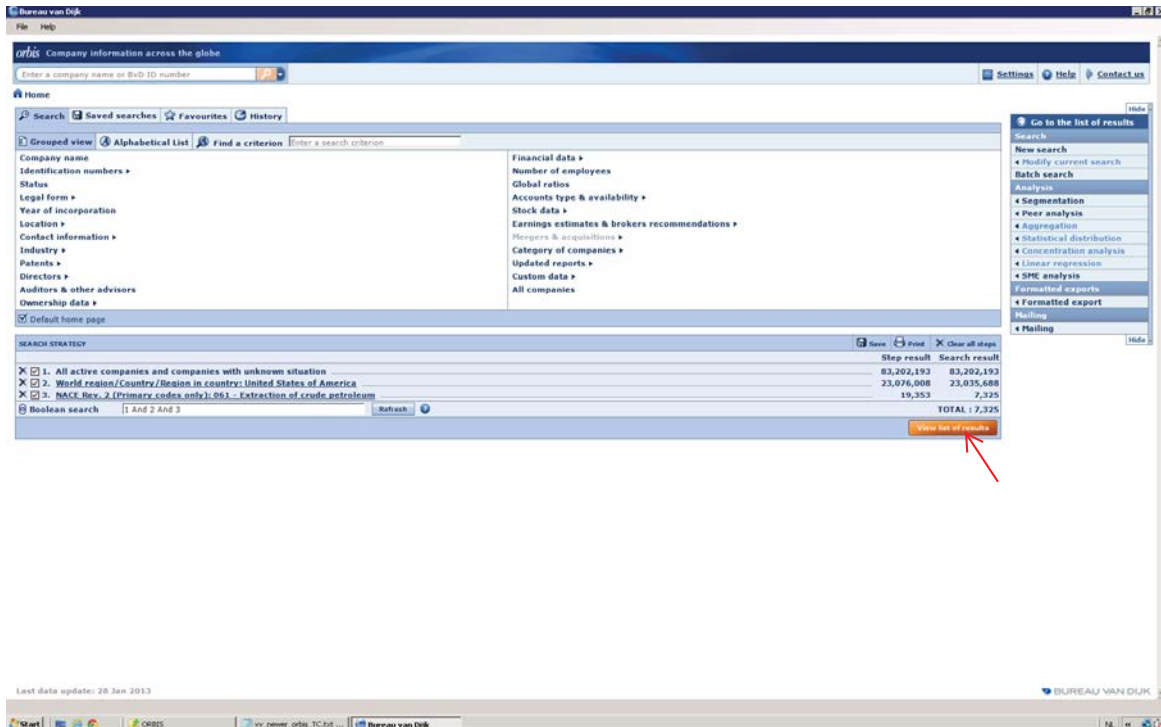 Bureau van Dijk
File Help
orbis Company information across the globe
Enter a company name or BvD ID number
Settings Help Contact us
Home
Hide
Search Saved searches Favourites History
Go to the list of results
Grouped view Alphabetical List Find a criterion Enter a search criterion
Search
New search
Modify current search
Batch search
Analysis
Segmentation
Peer analysis
Aggregation
Statistical distribution
Concentration analysis
Linear regression
SME analysis
Formatted exports
Formatted export
Mailing
Mailing
Hide
Company name
Identification numbers
Status
Legal form
Year of incorporation
Location
Contact information
Industry
Patents
Directors
Auditors & other advisors
Ownership data
Financial data
Number of employees
Global ratios
Accounts type & availability
Stock data
Earnings estimates & brokers recommendations
Mergers & acquisitions
Category of companies
Updated reports
Custom data
All companies
Default home page
SEARCH STRATEGY Save Print Clear all steps
Step result Search result
1. All active companies and companies with unknown situation 83,202,193 83,202,193
2. World region/Country/Region in country: United States of America 23,076,008 23,035,688
3. NACE Rev. 2 (Primary codes only): 061 - Extraction of crude petroleum 19,353 7,325
Boolean search 1 And 2 And 3 Refresh TOTAL : 7,325
View list of results
Last data update: 28 Jan 2013
BUREAU VAN DIJK
Start ORBIS vv_newer_orbis_TC.txt ... Bureau van Dijk NL